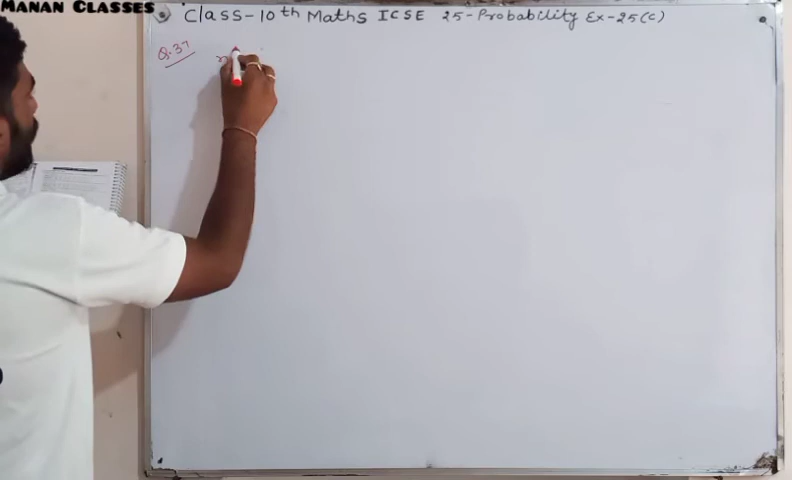 MANAN CLASSES
Class-10th Maths ICSE 25-Probability Ex-25(c)
Q.37